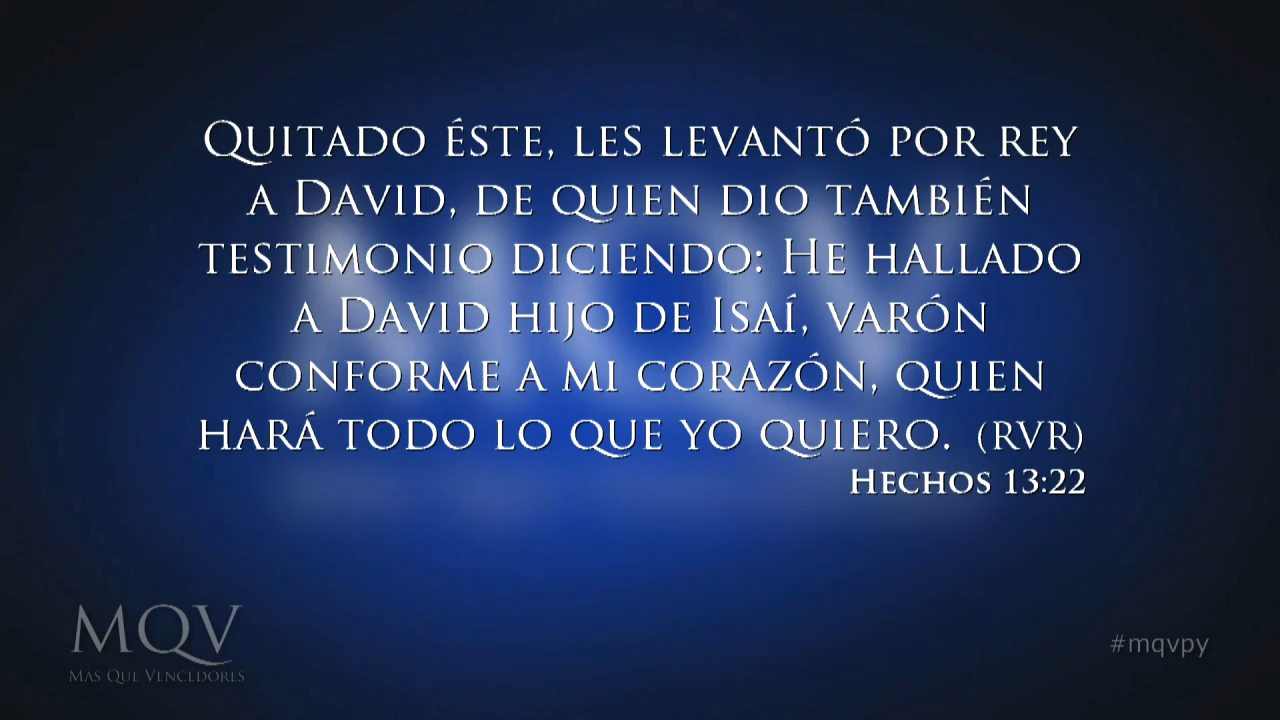 Quitado éste, les levantó por rey
a David, de quien dio también
testimonio diciendo: He hallado
a David hijo de Isaí, varón
conforme a mi corazón, quien
hará todo lo que yo quiero. (RVR)
Hechos 13:22
MQV
Mas Que Vencedores
#mqvpy